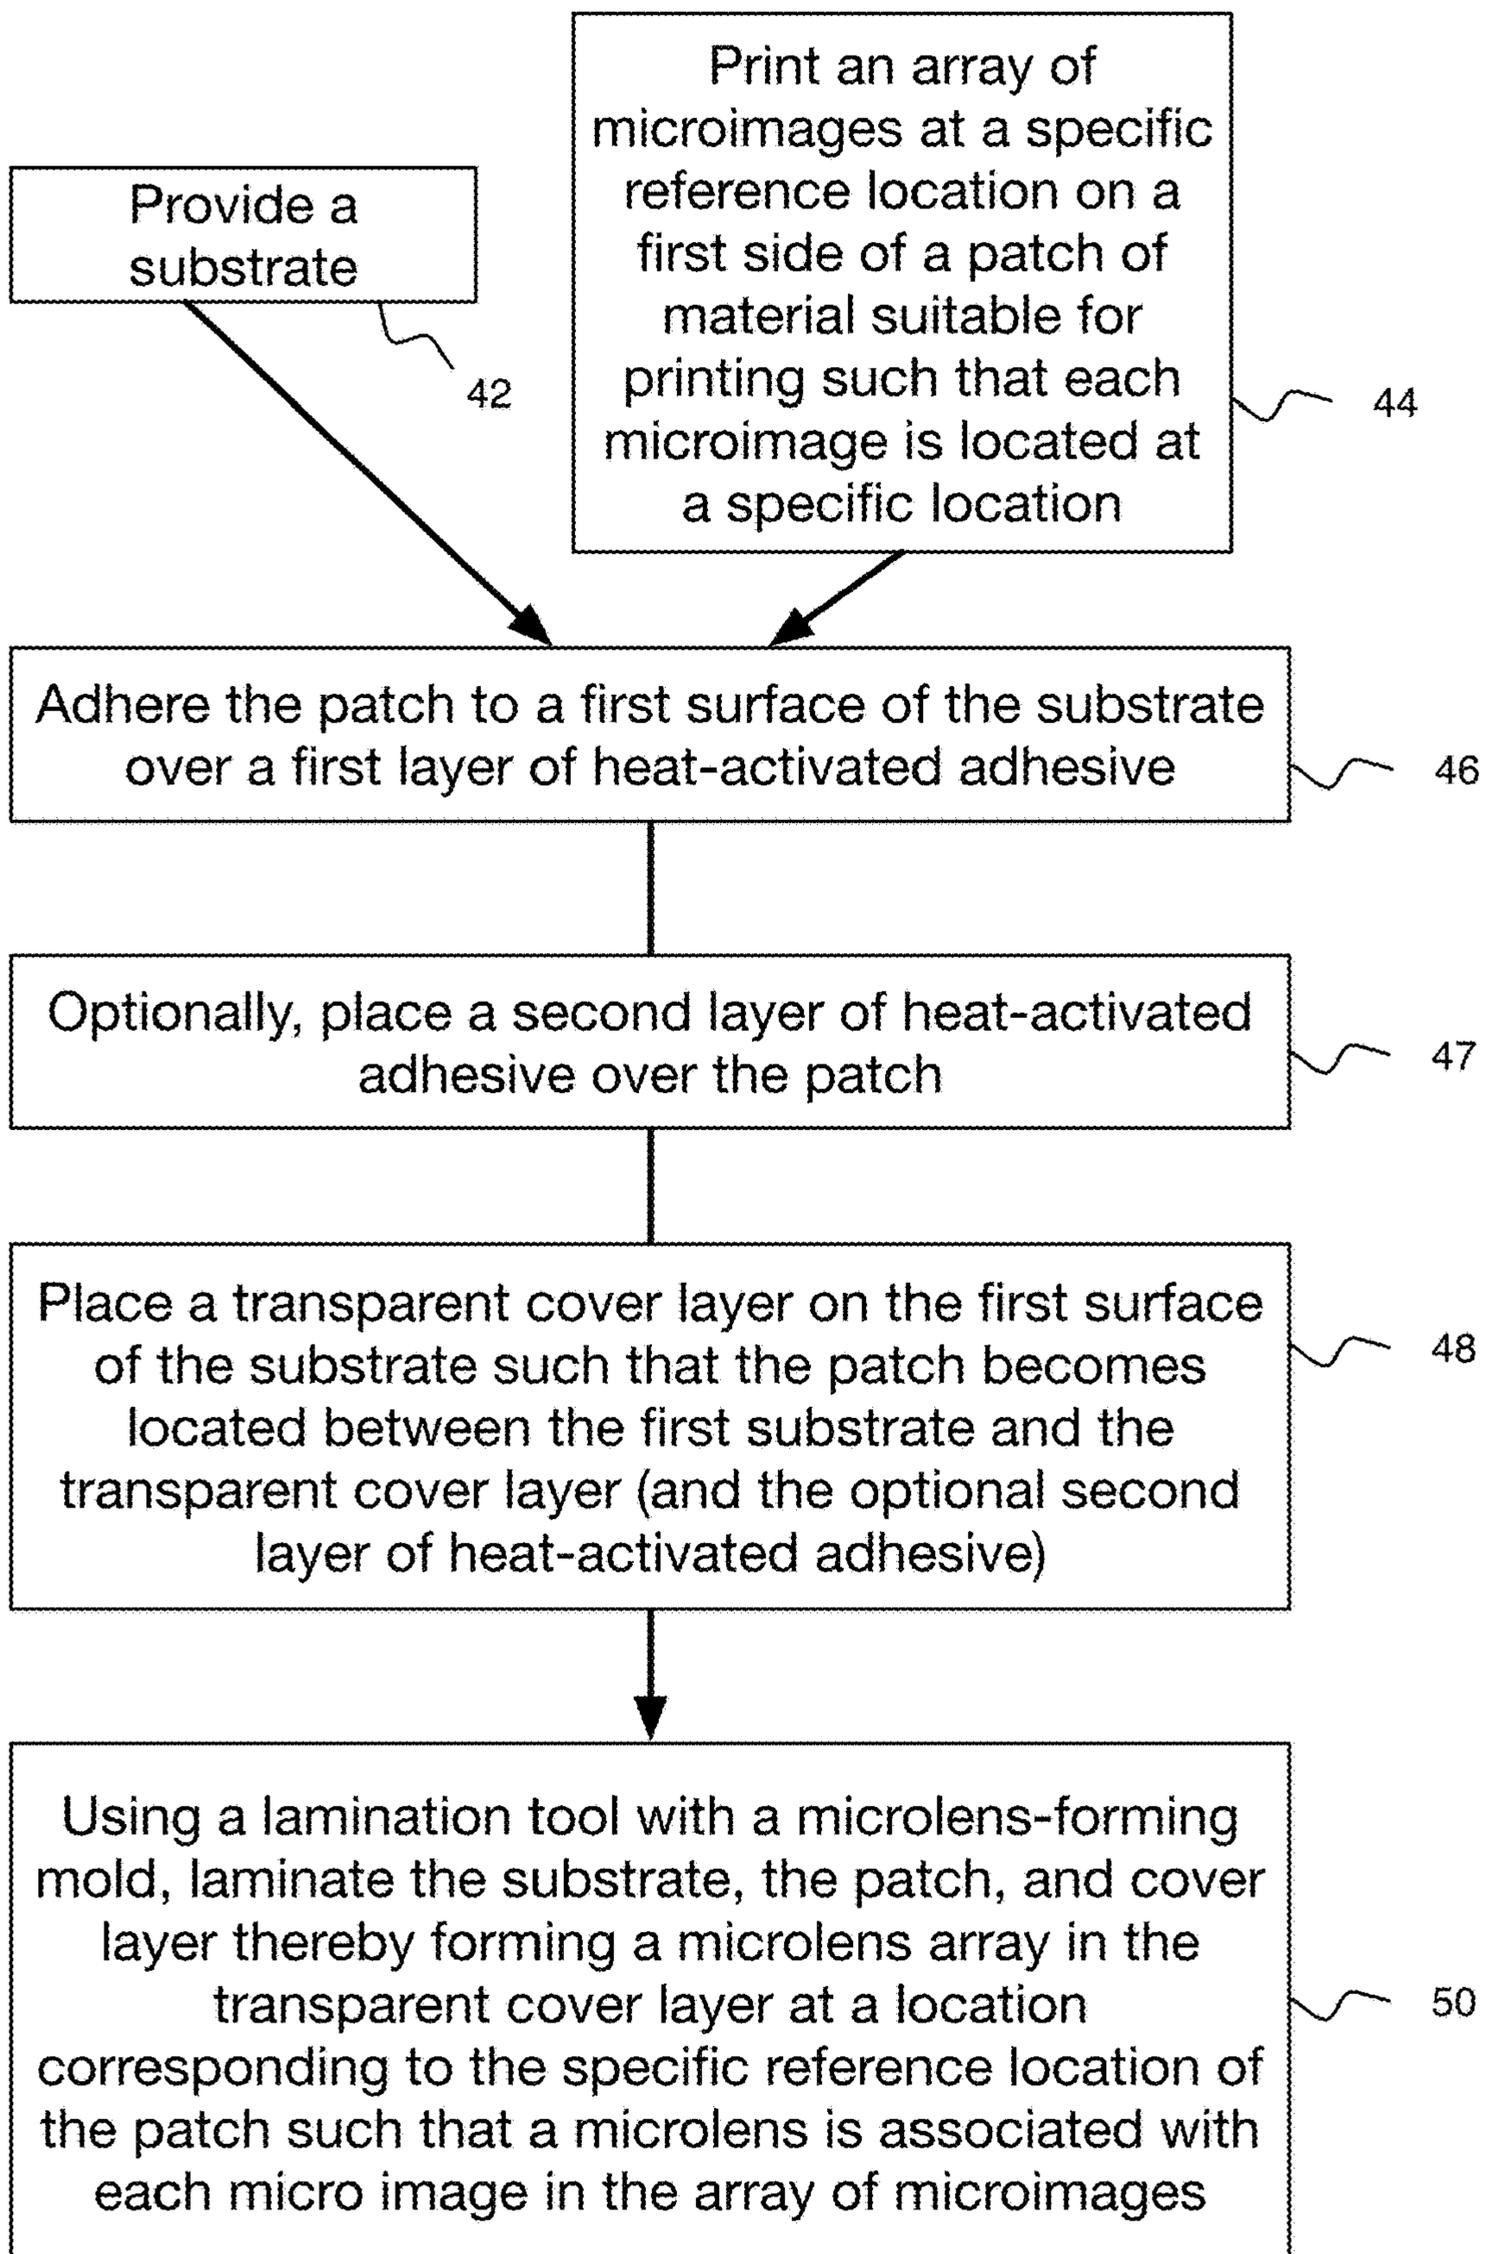 Provide a
substrate
42
Print an array of
microimages at a specific
reference location on a
first side of a patch of
material suitable for
printing such that each
microimage is located at
a specific location
44
Adhere the patch to a first surface of the substrate
over a first layer of heat-activated adhesive
46
Optionally, place a second layer of heat-activated
adhesive over the patch
47
Place a transparent cover layer on the first surface
of the substrate such that the patch becomes
located between the first substrate and the
transparent cover layer (and the optional second
layer of heat-activated adhesive)
48
Using a lamination tool with a microlens-forming
mold, laminate the substrate, the patch, and cover
layer thereby forming a microlens array in the
transparent cover layer at a location
corresponding to the specific reference location of
the patch such that a microlens is associated with
each micro image in the array of microimages
50